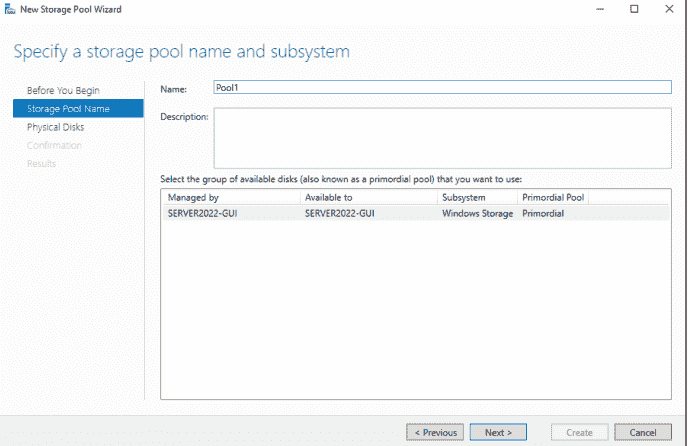 New Storage Pool Wizard
Specify a storage pool name and subsystem
Before You Begin
Storage Pool Name
Physical Disks
Confirmation
Results
Name: Pool1
Description:
Select the group of available disks (also known as a primordial pool) that you want to use:
Managed by Available to Subsystem Primordial Pool
SERVER2022-GUI SERVER2022-GUI Windows Storage Primordial
< Previous Next > Create Cancel